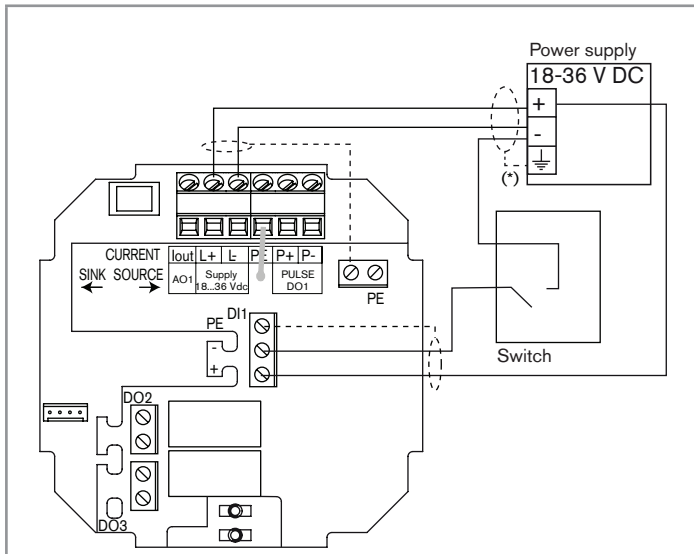 Power supply
18-36 V DC
+
-
(*)
CURRENT
SINK SOURCE
Iout L+ L- PE P+ P-
AO1 Supply 18...36 Vdc PULSE DO1
PE
DI1
PE
-
+
Switch
DO2
DO3